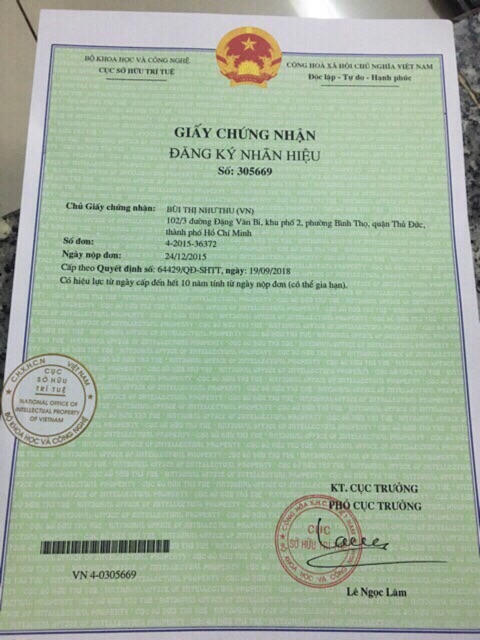 BỘ KHOA HỌC VÀ CÔNG NGHỆ
CỤC SỞ HỮU TRÍ TUỆ
CỘNG HOÀ XÃ HỘI CHỦ NGHĨA VIỆT NAM
Độc lập - Tự do - Hạnh phúc
GIẤY CHỨNG NHẬN
ĐĂNG KÝ NHÃN HIỆU
Số: 305669
Chủ Giấy chứng nhận: BÙI THỊ NHƯ THU (VN)
102/3 đường Đặng Văn Bi, khu phố 2, phường Bình Thọ, quận Thủ Đức,
thành phố Hồ Chí Minh
Số đơn: 4-2015-36372
Ngày nộp đơn: 24/12/2015
Cấp theo Quyết định số: 64429/QĐ-SHTT, ngày: 19/09/2018
Có hiệu lực từ ngày cấp đến hết 10 năm tính từ ngày nộp đơn (có thể gia hạn).
C.H.X.H.C.N VIỆT NAM
CỤC
SỞ HỮU
TRÍ TUỆ
NATIONAL OFFICE OF
INTELLECTUAL PROPERTY
OF VIETNAM
BỘ KHOA HỌC VÀ CÔNG NGHỆ
KT. CỤC TRƯỞNG
PHÓ CỤC TRƯỞNG
CỤC
SỞ HỮU TRÍ
Lê Ngọc Lâm
VN 4-0305669